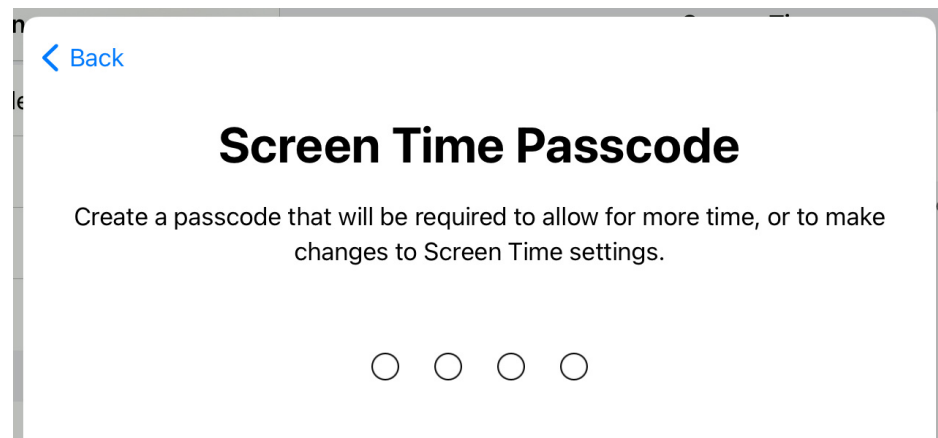 Back
Screen Time Passcode
Create a passcode that will be required to allow for more time, or to make
changes to Screen Time settings.